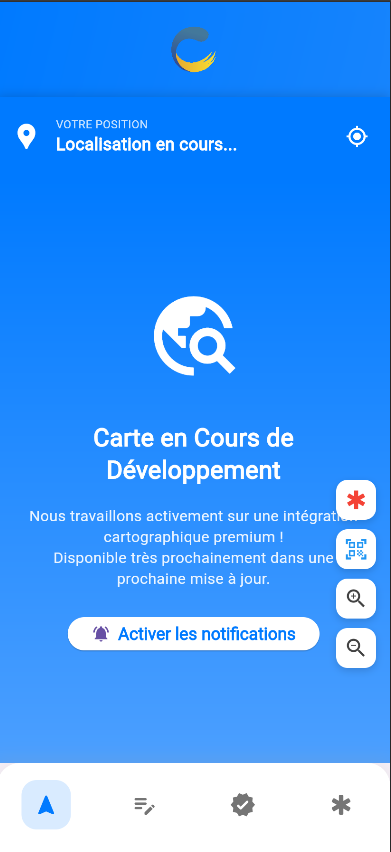 VOTRE POSITION
Localisation en cours...
Carte en Cours de
Développement
Nous travaillons activement sur une intégration
cartographique premium !
Disponible très prochainement dans une
prochaine mise à jour.
Activer les notifications